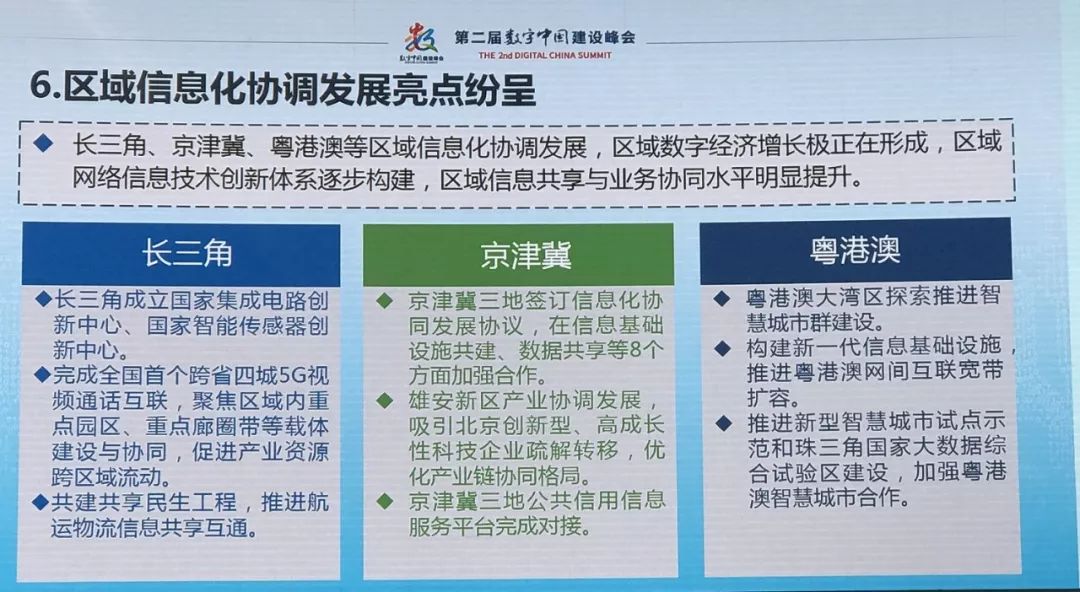 第二届数字中国建设峰会
THE 2nd DIGITAL CHINA SUMMIT
数字中国建设峰会
6.区域信息化协调发展亮点纷呈
◆ 长三角、京津冀、粤港澳等区域信息化协调发展，区域数字经济增长极正在形成，区域
网络信息技术创新体系逐步构建，区域信息共享与业务协同水平明显提升。
长三角
◆长三角成立国家集成电路创
新中心、国家智能传感器创
新中心。
◆完成全国首个跨省四城5G视
频通话互联，聚焦区域内重
点园区、重点廊圈带等载体
建设与协同，促进产业资源
跨区域流动。
◆共建共享民生工程，推进航
运物流信息共享互通。
京津冀
◆ 京津冀三地签订信息化协
同发展协议，在信息基础
设施共建、数据共享等8个
方面加强合作。
◆ 雄安新区产业协调发展，
吸引北京创新型、高成长
性科技企业疏解转移，优
化产业链协同格局。
◆ 京津冀三地公共信用信息
服务平台完成对接。
粤港澳
◆ 粤港澳大湾区探索推进智
慧城市群建设。
◆ 构建新一代信息基础设施，
推进粤港澳网间互联宽带
扩容。
◆ 推进新型智慧城市试点示
范和珠三角国家大数据综
合试验区建设，加强粤港
澳智慧城市合作。